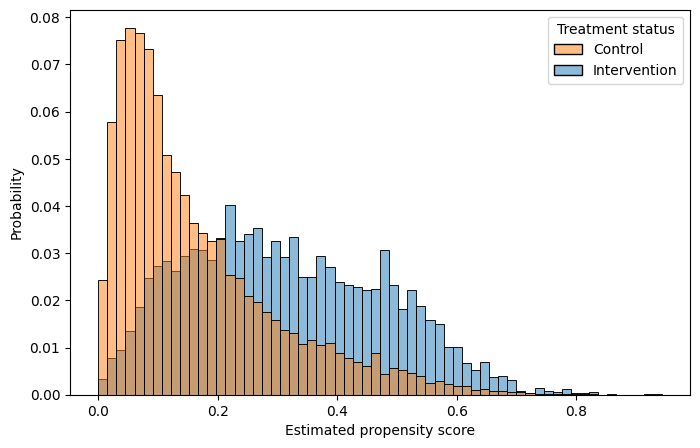 0.08
0.07
0.06
0.05
0.04
0.03
0.02
0.01
0.00
Probability
0.0 0.2 0.4 0.6 0.8
Estimated propensity score
Treatment status
Control
Intervention